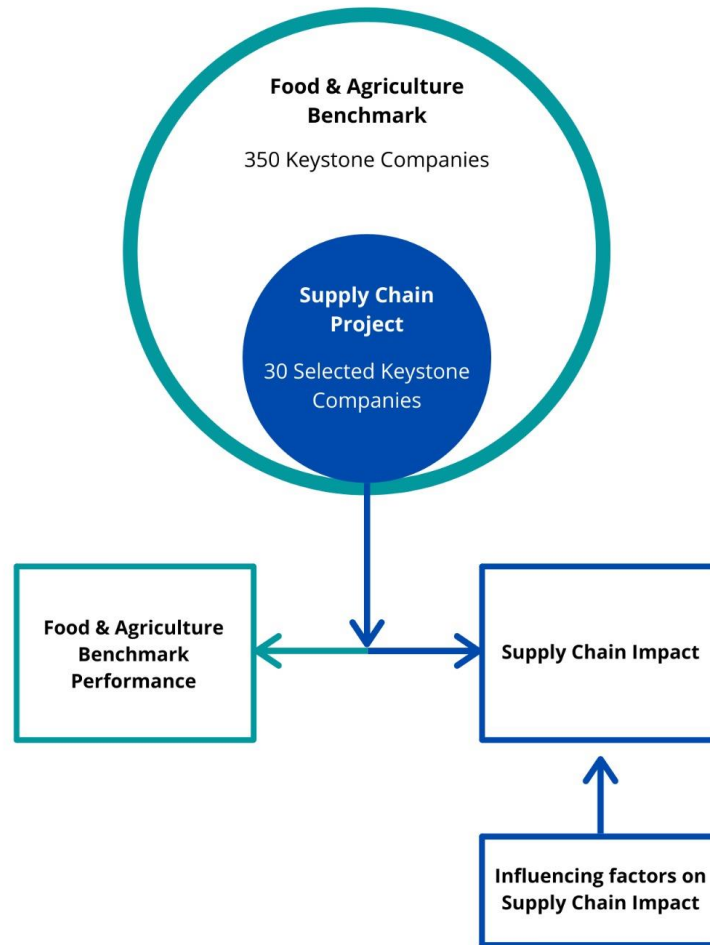 Food & Agriculture
Benchmark
350 Keystone Companies
Supply Chain
Project
30 Selected Keystone
Companies
Food & Agriculture
Benchmark
Performance
Supply Chain Impact
Influencing factors on
Supply Chain Impact